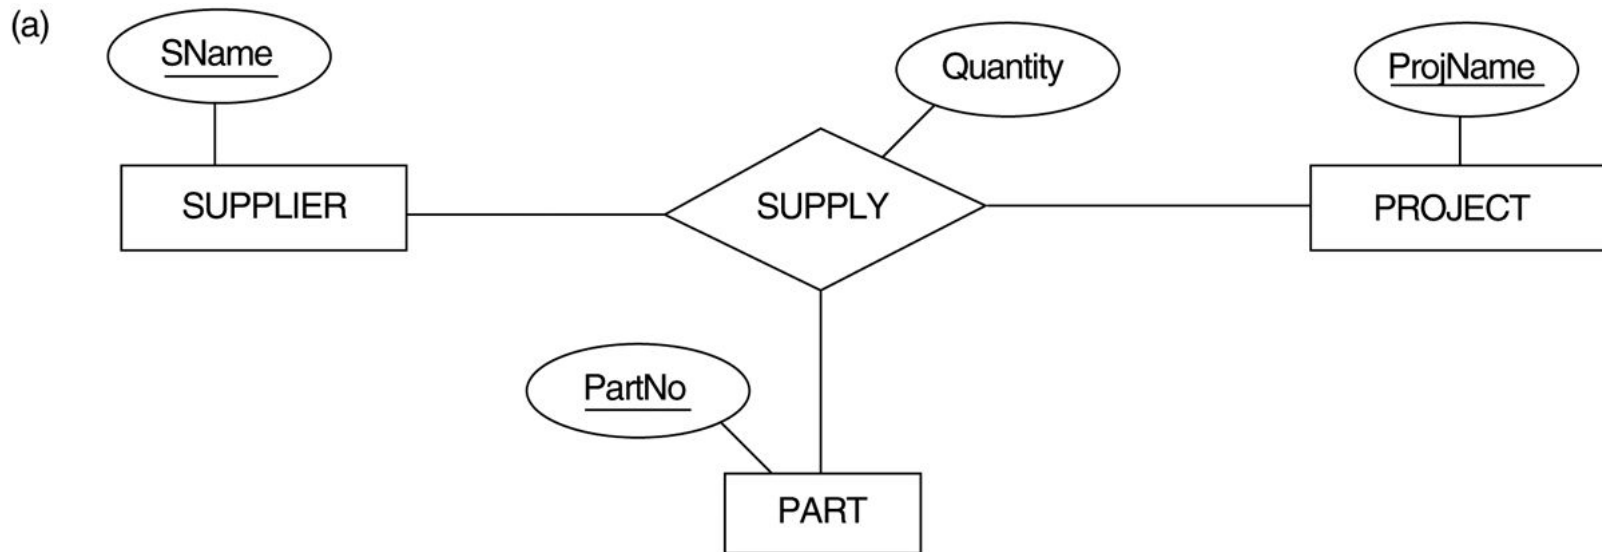 (a)
SName
Quantity
ProjName
SUPPLIER
SUPPLY
PROJECT
PartNo
PART